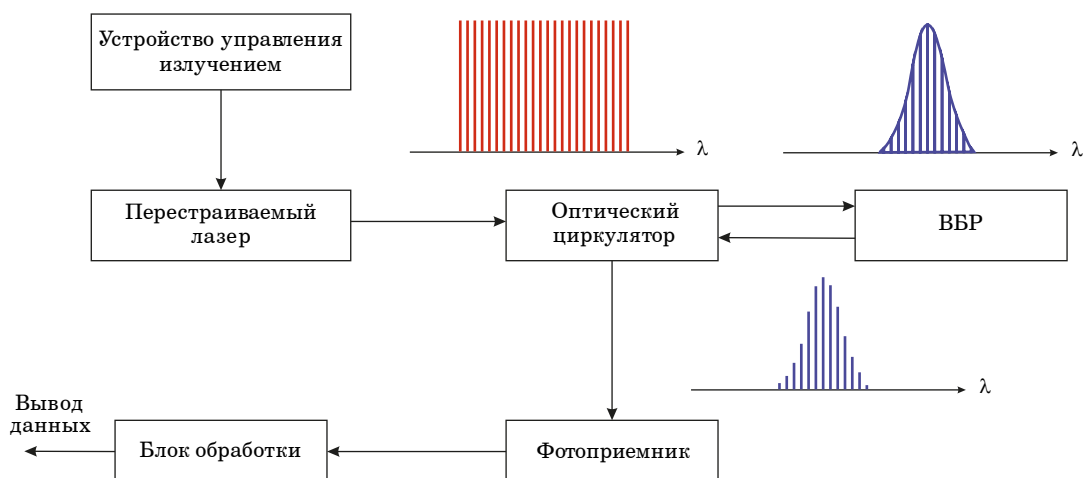 Устройство управления
излучением
λ
λ
Перестраиваемый
лазер
Оптический
циркулятор
ВБР
λ
Вывод
данных
Блок обработки
Фотоприемник